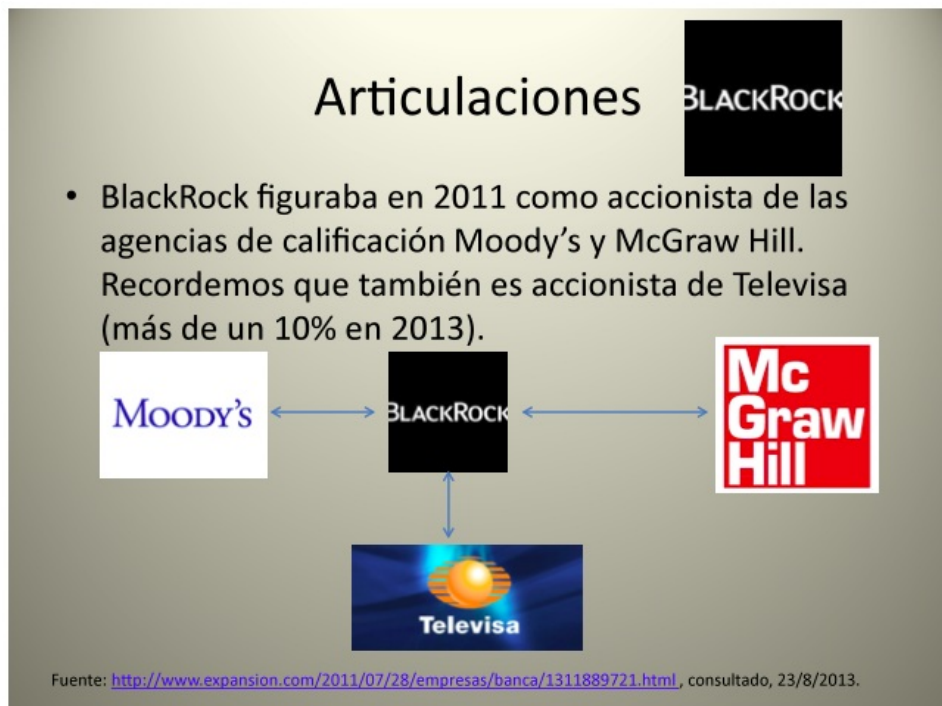 Articulaciones
BLACKROCK
• BlackRock figuraba en 2011 como accionista de las
agencias de calificación Moody’s y McGraw Hill.
Recordemos que también es accionista de Televisa
(más de un 10% en 2013).
MOODY’S
BLACKROCK
Mc
Graw
Hill
Televisa
Fuente: http://www.expansion.com/2011/07/28/empresas/banca/1311889721.html , consultado, 23/8/2013.